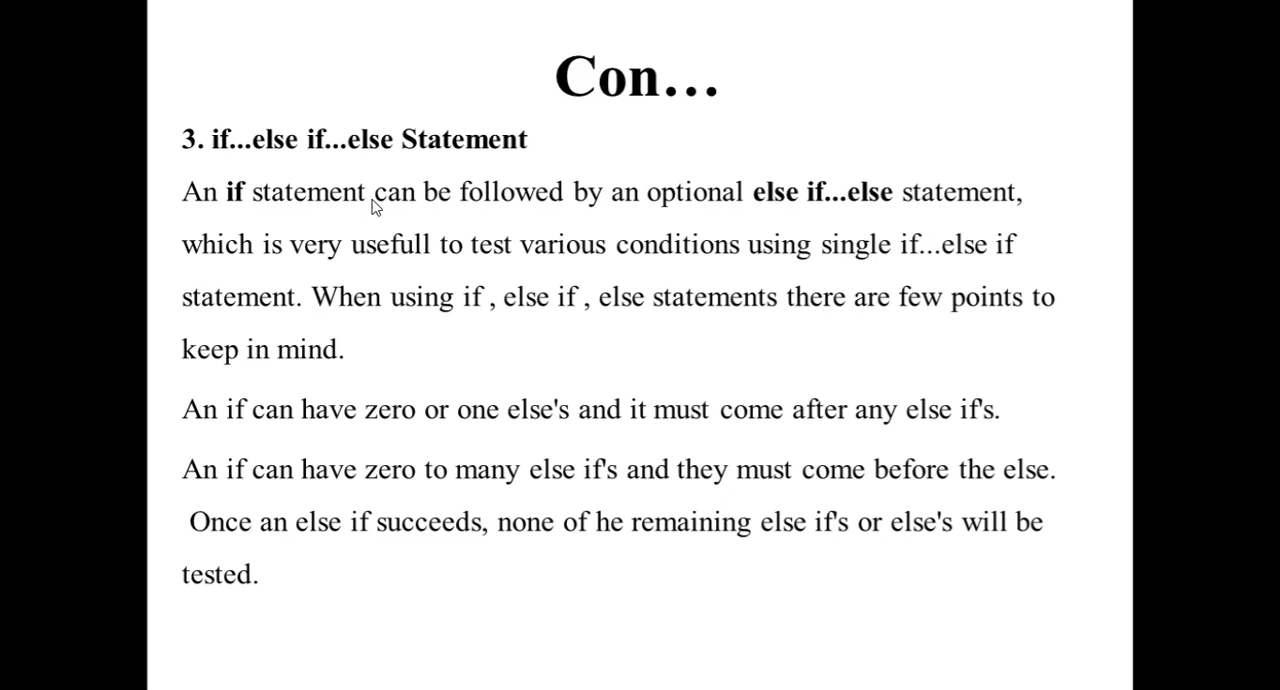 Con…
3. if...else if...else Statement
An if statement can be followed by an optional else if...else statement,
which is very usefull to test various conditions using single if...else if
statement. When using if , else if , else statements there are few points to
keep in mind.
An if can have zero or one else's and it must come after any else if's.
An if can have zero to many else if's and they must come before the else.
Once an else if succeeds, none of he remaining else if's or else's will be
tested.